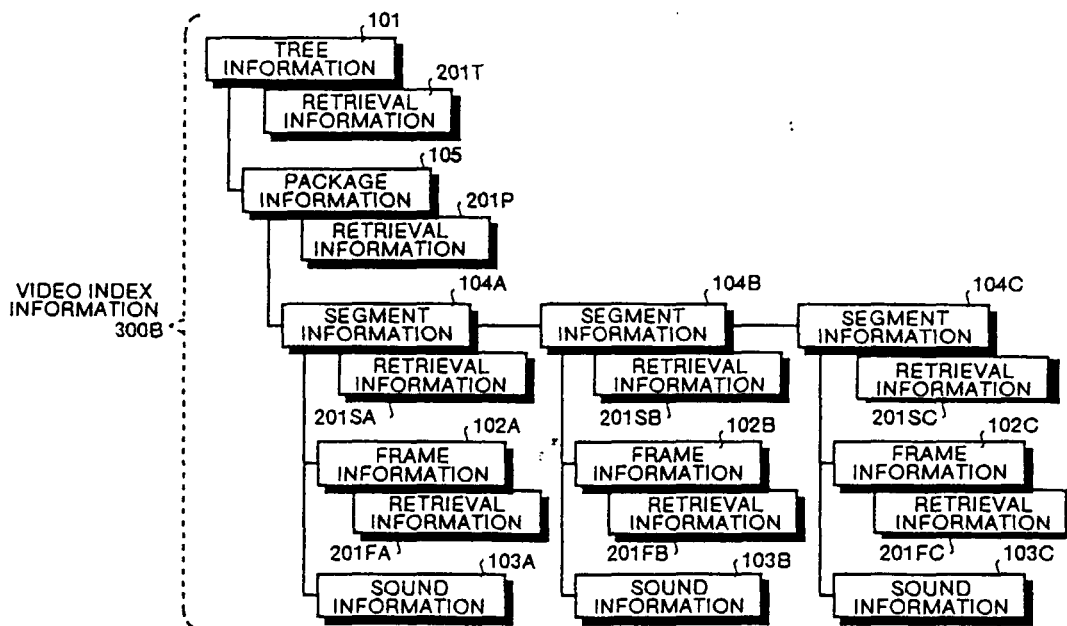 101
TREE
INFORMATION
201T
RETRIEVAL
INFORMATION
105
PACKAGE
INFORMATION
201P
RETRIEVAL
INFORMATION
VIDEO INDEX
INFORMATION
300B
104A
SEGMENT
INFORMATION
104B
SEGMENT
INFORMATION
104C
SEGMENT
INFORMATION
RETRIEVAL
INFORMATION
201SA
RETRIEVAL
INFORMATION
201SB
RETRIEVAL
INFORMATION
201SC
102A
FRAME
INFORMATION
102B
FRAME
INFORMATION
102C
FRAME
INFORMATION
RETRIEVAL
INFORMATION
201FA
RETRIEVAL
INFORMATION
201FB
RETRIEVAL
INFORMATION
201FC
103A
SOUND
INFORMATION
103B
SOUND
INFORMATION
103C
SOUND
INFORMATION